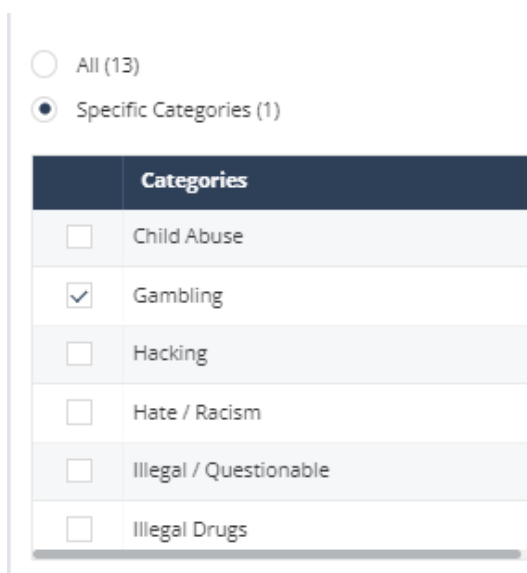 All (13)
Specific Categories (1)
Categories
Child Abuse
Gambling
Hacking
Hate / Racism
Illegal / Questionable
Illegal Drugs